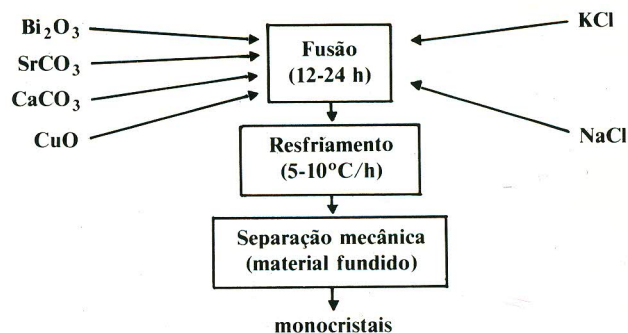 Bi₂O₃
SrCO₃
CaCO₃
CuO
KCl
NaCl
Fusão
(12-24 h)
Resfriamento
(5-10°C/h)
Separação mecânica
(material fundido)
monocristais